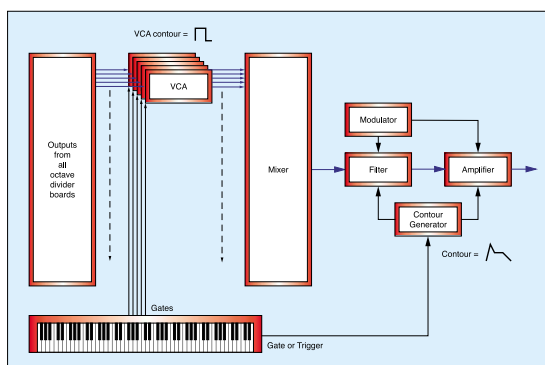 VCA contour =
Outputs
from
all
octave
divider
boards
VCA
Mixer
Modulator
Filter
Amplifier
Contour
Generator
Contour =
Gates
Gate or Trigger